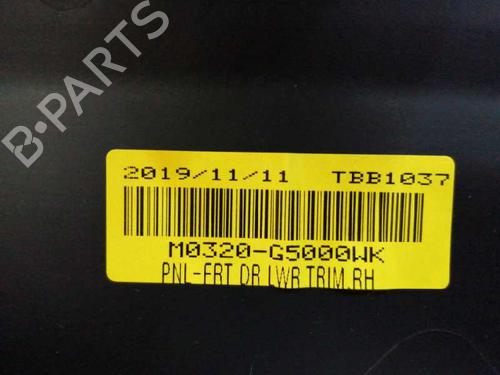 B-PARTS
2019/11/11 TBB1037
M0320-G5000WK
PNL-FRT DR LWR TRIM,RH